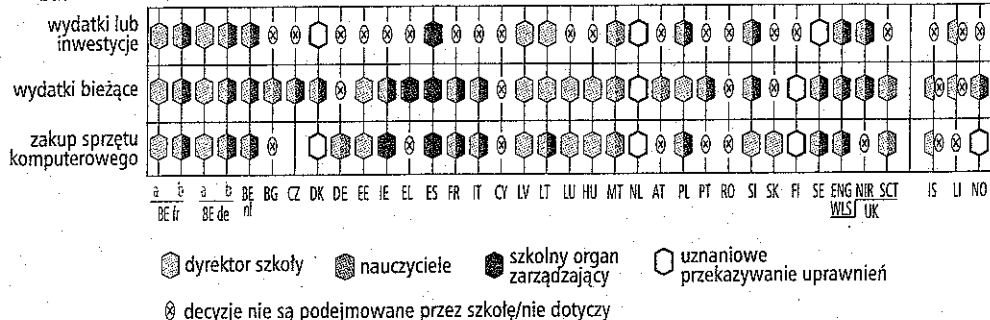 wydatki lub
inwestycje
wydatki bieżące
zakup sprzętu
komputerowego
a b a b BE BG CZ DK DE EE IE EL ES FR IT CY LV LT LU HU MT NL AT PL PT RO SI SK FI SE ENG NIR SCT IS LI NO
BE fr BE de nl WLS UK
dyrektor szkoły
nauczyciele
szkolny organ
zarządzający
uznaniowe
przekazywanie uprawnień
decyzje nie są podejmowane przez szkołę/nie dotyczy